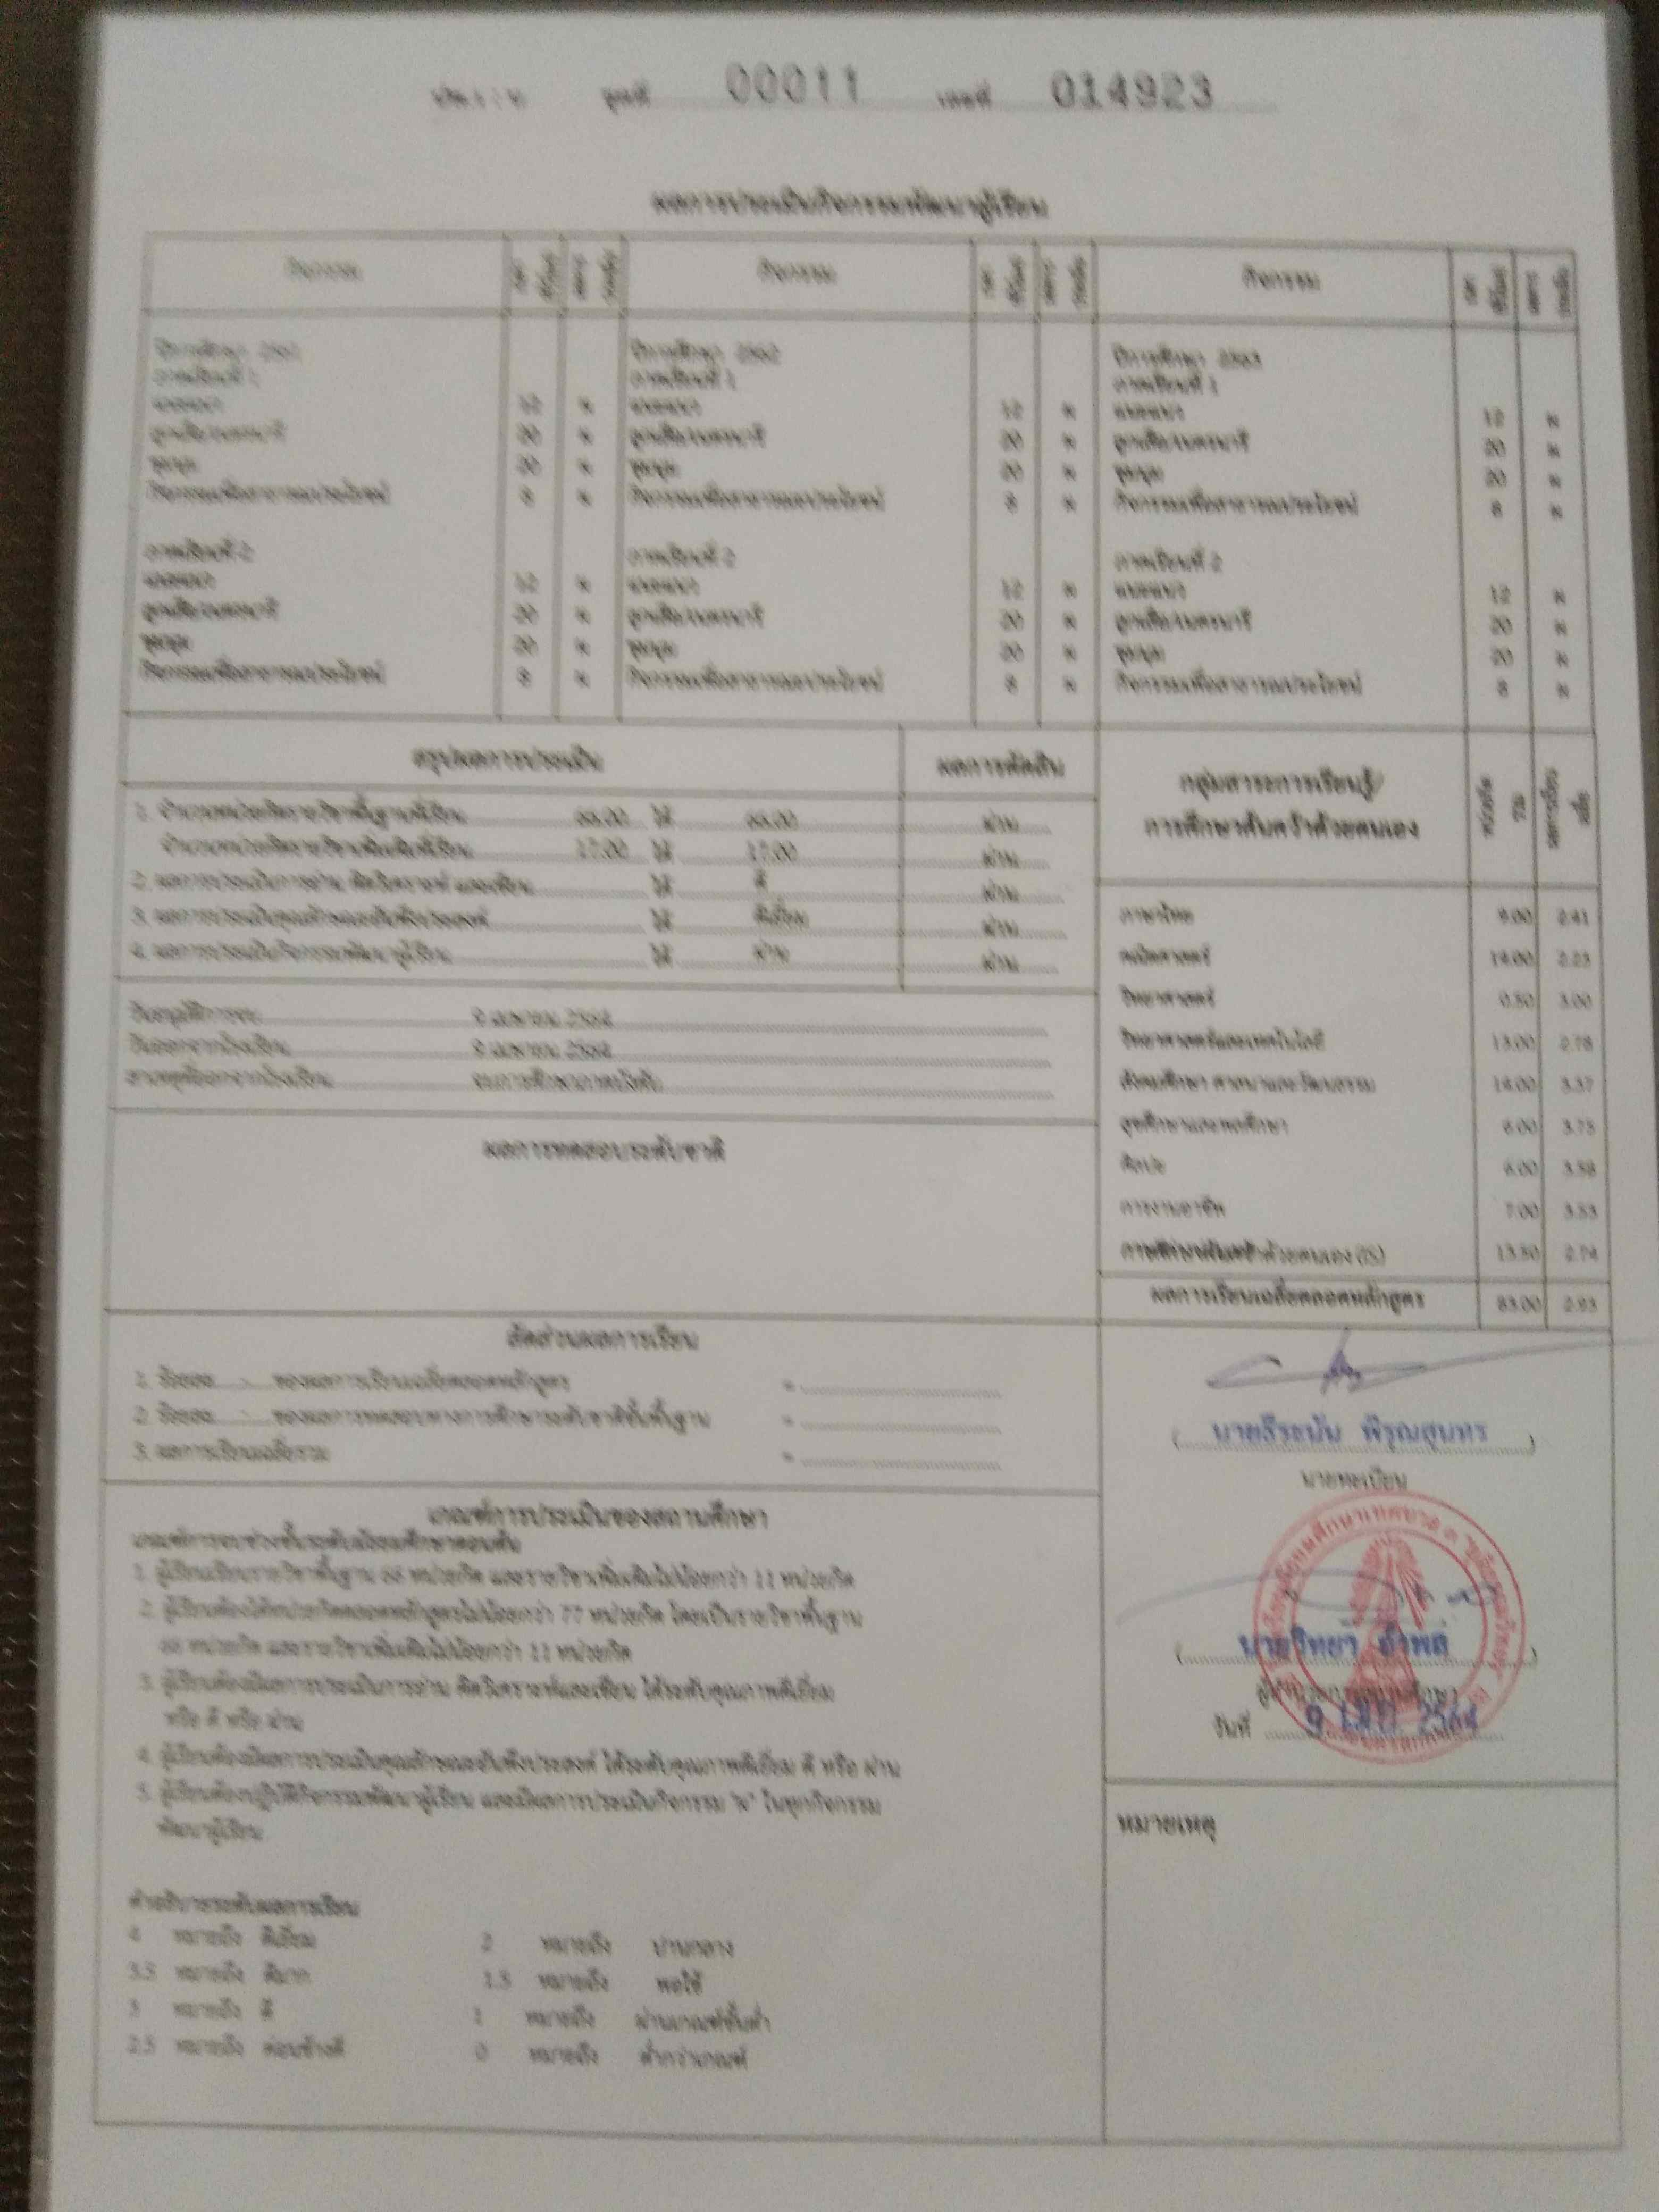 ปพ.1 : บ ชุดที่ 00011 เลขที่ 014923
ผลการประเมินกิจกรรมพัฒนาผู้เรียน
กิจกรรม กิจกรรม กิจกรรม
ปีการศึกษา 2561 ปีการศึกษา 2562 ปีการศึกษา 2563
ภาคเรียนที่ 1 ภาคเรียนที่ 1 ภาคเรียนที่ 1
แนะแนว 12 ผ แนะแนว 12 ผ แนะแนว 12 ผ
ลูกเสือ/เนตรนารี 20 ผ ลูกเสือ/เนตรนารี 20 ผ ลูกเสือ/เนตรนารี 20 ผ
ชุมนุม 20 ผ ชุมนุม 20 ผ ชุมนุม 20 ผ
กิจกรรมเพื่อสาธารณประโยชน์ 8 ผ กิจกรรมเพื่อสาธารณประโยชน์ 8 ผ กิจกรรมเพื่อสาธารณประโยชน์ 8 ผ
ภาคเรียนที่ 2 ภาคเรียนที่ 2 ภาคเรียนที่ 2
แนะแนว 12 ผ แนะแนว 12 ผ แนะแนว 12 ผ
ลูกเสือ/เนตรนารี 20 ผ ลูกเสือ/เนตรนารี 20 ผ ลูกเสือ/เนตรนารี 20 ผ
ชุมนุม 20 ผ ชุมนุม 20 ผ ชุมนุม 20 ผ
กิจกรรมเพื่อสาธารณประโยชน์ 8 ผ กิจกรรมเพื่อสาธารณประโยชน์ 8 ผ กิจกรรมเพื่อสาธารณประโยชน์ 8 ผ
สรุปผลการประเมิน ผลการตัดสิน
1. จำนวนหน่วยกิตรายวิชาพื้นฐานที่เรียน 66.00 ได้ 66.00 ผ่าน
จำนวนหน่วยกิตรายวิชาเพิ่มเติมที่เรียน 17.00 ได้ 17.00 ผ่าน
2. ผลการประเมินการอ่าน คิดวิเคราะห์ และเขียน ได้ ดี ผ่าน
3. ผลการประเมินคุณลักษณะอันพึงประสงค์ ได้ ดีเยี่ยม ผ่าน
4. ผลการประเมินกิจกรรมพัฒนาผู้เรียน ได้ ผ่าน ผ่าน
วันอนุมัติการจบ 9 เมษายน 2564
วันออกจากโรงเรียน 9 เมษายน 2564
สาเหตุที่ออกจากโรงเรียน จบการศึกษาภาคบังคับ
ผลการทดสอบระดับชาติ
กลุ่มสาระการเรียนรู้/
การศึกษาค้นคว้าด้วยตนเอง
ภาษาไทย 9.00 2.41
คณิตศาสตร์ 14.00 2.23
วิทยาศาสตร์ 0.50 3.00
วิทยาศาสตร์และเทคโนโลยี 13.00 2.78
สังคมศึกษา ศาสนาและวัฒนธรรม 14.00 3.37
สุขศึกษาและพลศึกษา 6.00 3.75
ศิลปะ 6.00 3.58
การงานอาชีพ 7.00 3.53
13.50 2.74
ผลการเรียนเฉลี่ยตลอดหลักสูตร 83.00 2.93
สัดส่วนผลการเรียน
1. ร้อยละ - ของผลการเรียนเฉลี่ยตลอดหลักสูตร =
2. ร้อยละ - ของผลการทดสอบทางการศึกษาระดับชาติขั้นพื้นฐาน =
3. ผลการเรียนเฉลี่ยรวม =
เกณฑ์การประเมินของสถานศึกษา
เกณฑ์การจบช่วงชั้นระดับมัธยมศึกษาตอนต้น
1. ผู้เรียนเรียนรายวิชาพื้นฐาน 66 หน่วยกิต และรายวิชาเพิ่มเติมไม่น้อยกว่า 11 หน่วยกิต
2. ผู้เรียนต้องได้หน่วยกิตตลอดหลักสูตรไม่น้อยกว่า 77 หน่วยกิต โดยเป็นรายวิชาพื้นฐาน
66 หน่วยกิต และรายวิชาเพิ่มเติมไม่น้อยกว่า 11 หน่วยกิต
3. ผู้เรียนต้องมีผลการประเมินการอ่าน คิดวิเคราะห์และเขียน ได้ระดับคุณภาพดีเยี่ยม
หรือ ดี หรือ ผ่าน
4. ผู้เรียนต้องมีผลการประเมินคุณลักษณะอันพึงประสงค์ ได้ระดับคุณภาพดีเยี่ยม ดี หรือ ผ่าน
5. ผู้เรียนต้องปฏิบัติกิจกรรมพัฒนาผู้เรียน และมีผลการประเมินกิจกรรม "ผ" ในทุกกิจกรรม
พัฒนาผู้เรียน
คำอธิบายระดับผลการเรียน
4 หมายถึง ดีเยี่ยม 2 หมายถึง ปานกลาง
3.5 หมายถึง ดีมาก 1.5 หมายถึง พอใช้
3 หมายถึง ดี 1 หมายถึง ผ่านเกณฑ์ขั้นต่ำ
2.5 หมายถึง ค่อนข้างดี 0 หมายถึง ต่ำกว่าเกณฑ์
นายธีระนัน พิรุณสุนทร
นายทะเบียน
นายวิทยา อำพล
ผู้อำนวยการสถานศึกษา
วันที่ 9 เม.ย. 2564
หมายเหตุ